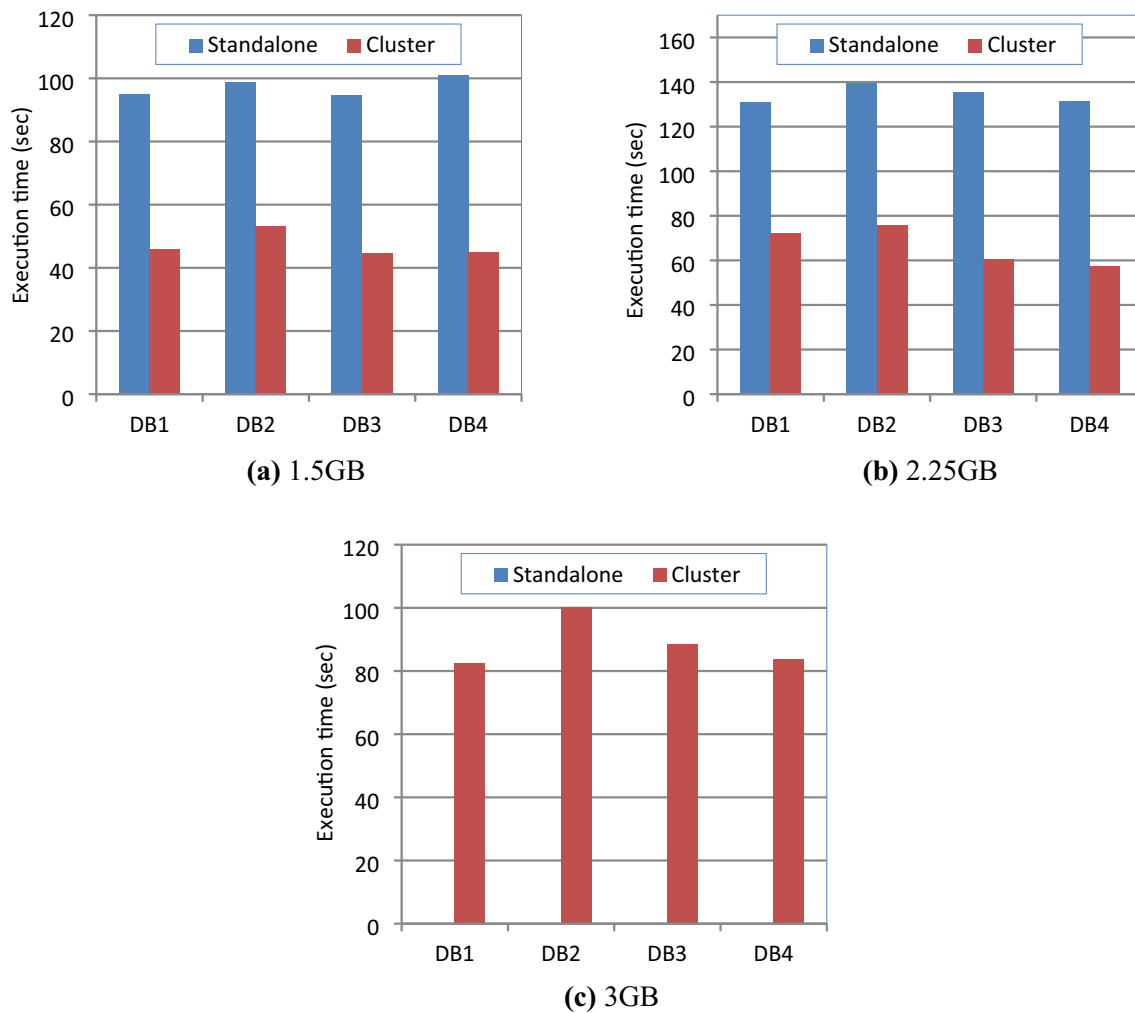 120
100
80
60
40
20
0
Execution time (sec)
Standalone Cluster
DB1 DB2 DB3 DB4
(a) 1.5GB
160
140
120
100
80
60
40
20
0
Execution time (sec)
Standalone Cluster
DB1 DB2 DB3 DB4
(b) 2.25GB
120
100
80
60
40
20
0
Execution time (sec)
Standalone Cluster
DB1 DB2 DB3 DB4
(c) 3GB